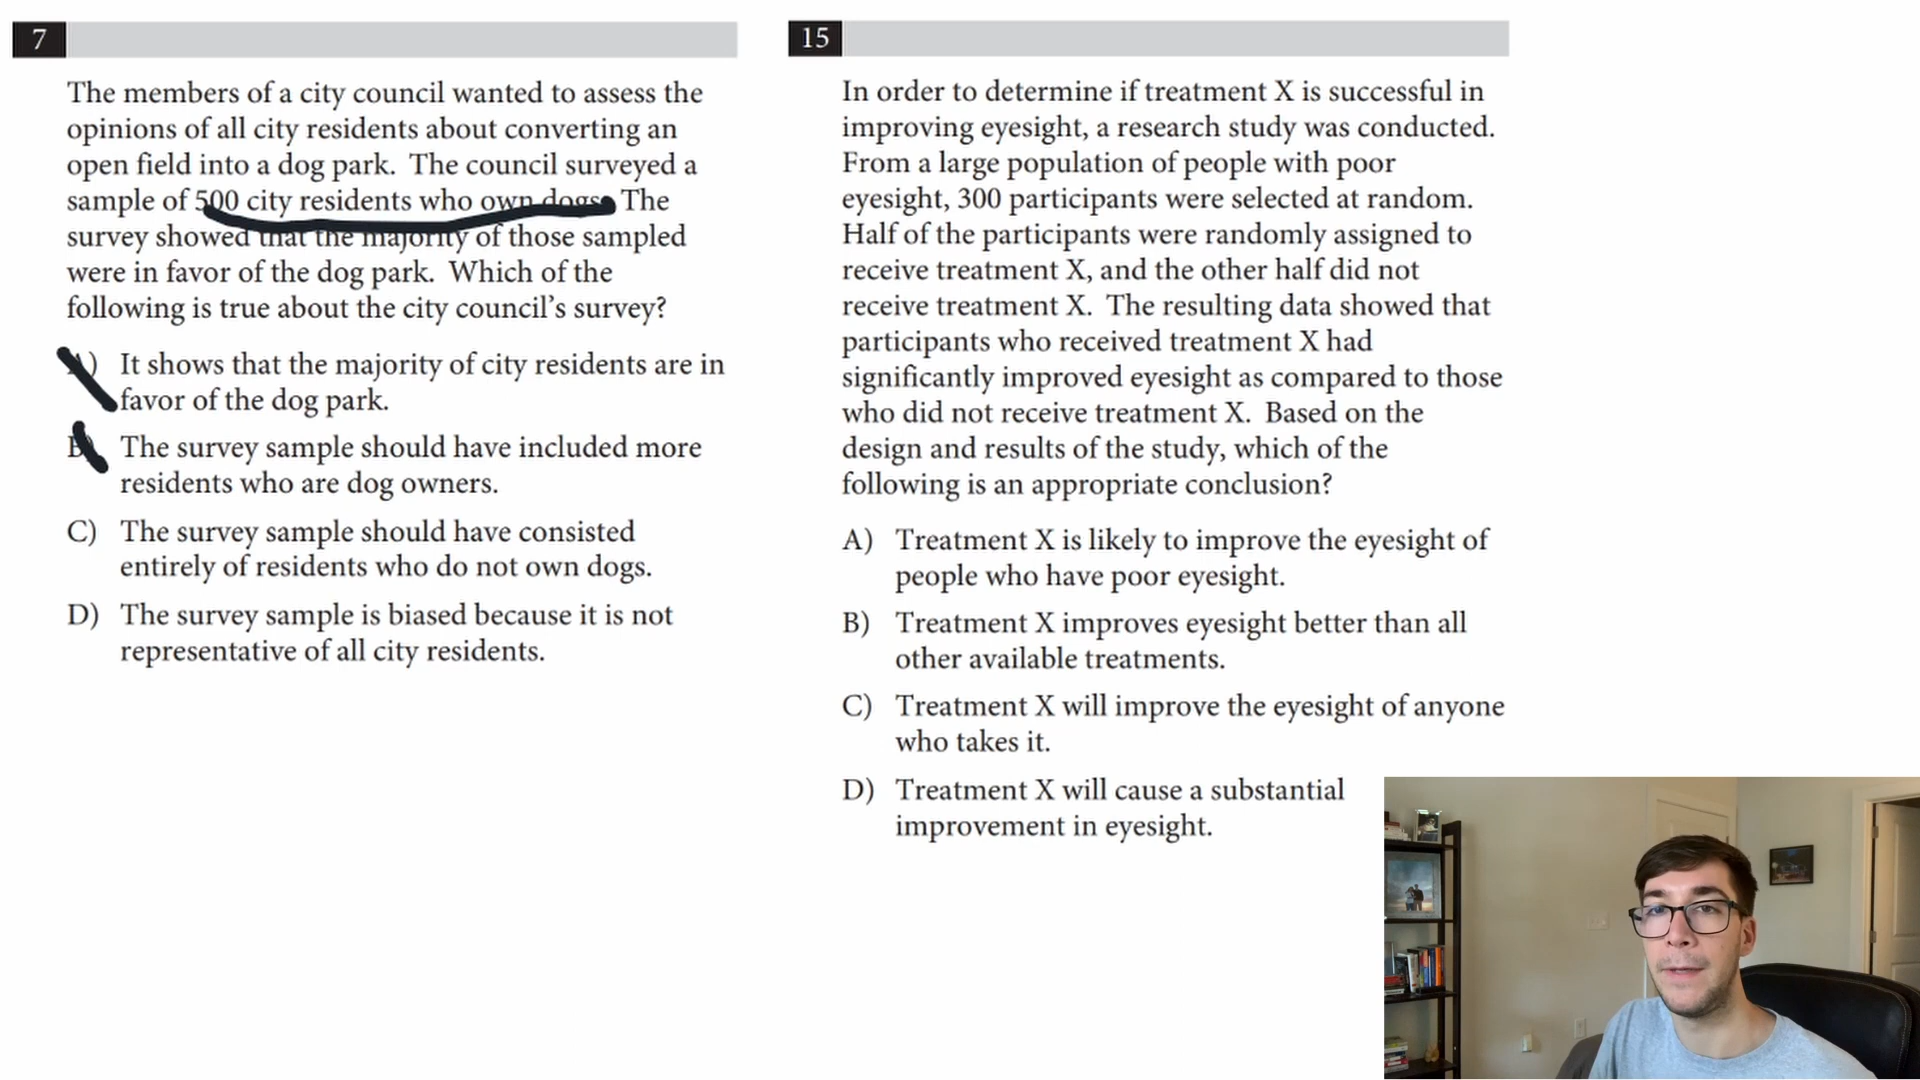 7
The members of a city council wanted to assess the
opinions of all city residents about converting an
open field into a dog park. The council surveyed a
sample of 500 city residents who own dogs. The
survey showed that the majority of those sampled
were in favor of the dog park. Which of the
following is true about the city council's survey?
A) It shows that the majority of city residents are in
favor of the dog park.
B) The survey sample should have included more
residents who are dog owners.
C) The survey sample should have consisted
entirely of residents who do not own dogs.
D) The survey sample is biased because it is not
representative of all city residents.
15
In order to determine if treatment X is successful in
improving eyesight, a research study was conducted.
From a large population of people with poor
eyesight, 300 participants were selected at random.
Half of the participants were randomly assigned to
receive treatment X, and the other half did not
receive treatment X. The resulting data showed that
participants who received treatment X had
significantly improved eyesight as compared to those
who did not receive treatment X. Based on the
design and results of the study, which of the
following is an appropriate conclusion?
A) Treatment X is likely to improve the eyesight of
people who have poor eyesight.
B) Treatment X improves eyesight better than all
other available treatments.
C) Treatment X will improve the eyesight of anyone
who takes it.
D) Treatment X will cause a substantial
improvement in eyesight.